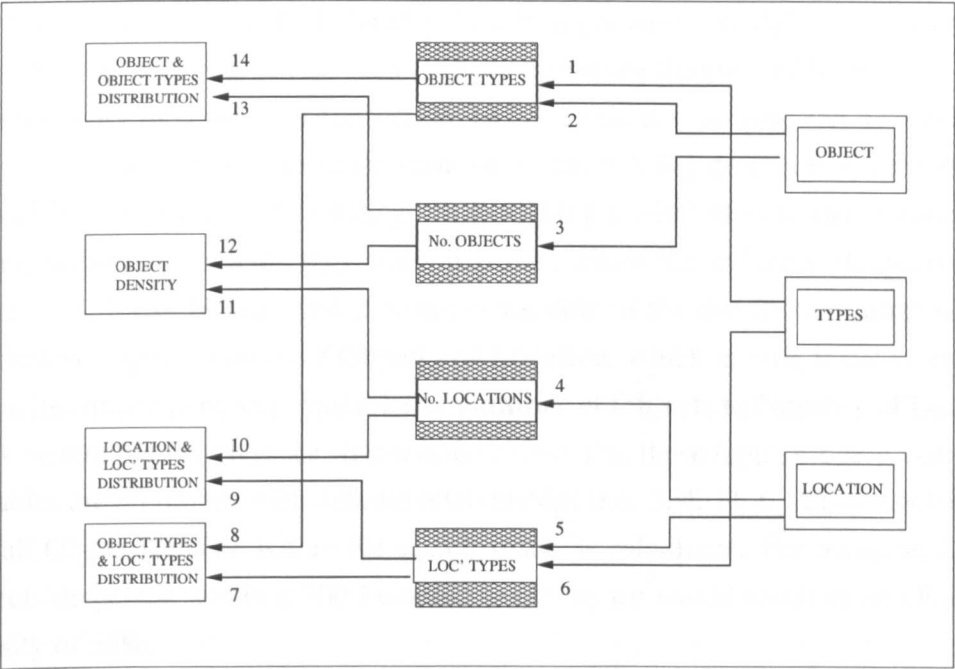 OBJECT &
OBJECT TYPES
DISTRIBUTION
14
13
OBJECT TYPES
1
2
OBJECT
No. OBJECTS
3
12
OBJECT
DENSITY
11
TYPES
No. LOCATIONS
4
LOCATION &
LOC' TYPES
DISTRIBUTION
10
9
LOCATION
OBJECT TYPES
& LOC' TYPES
DISTRIBUTION
8
7
LOC' TYPES
5
6